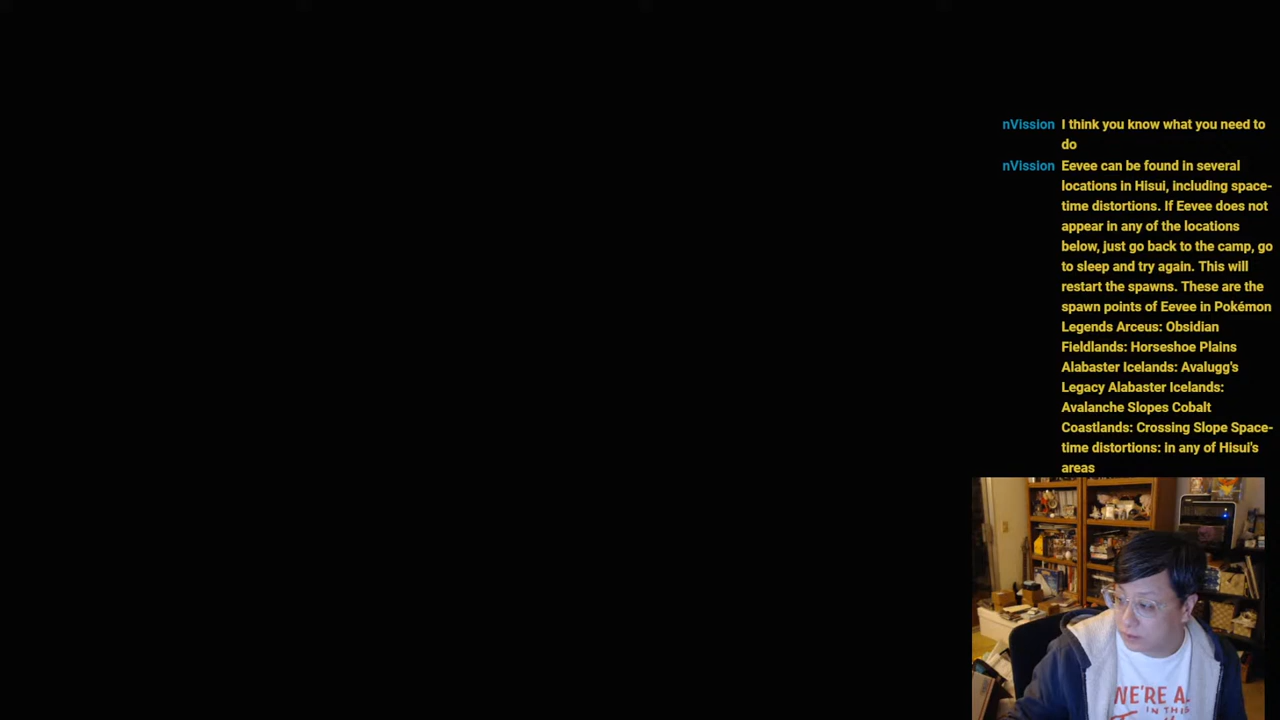 nVission I think you know what you need to
do
nVission Eevee can be found in several
locations in Hisui, including space-
time distortions. If Eevee does not
appear in any of the locations
below, just go back to the camp, go
to sleep and try again. This will
restart the spawns. These are the
spawn points of Eevee in Pokémon
Legends Arceus: Obsidian
Fieldlands: Horseshoe Plains
Alabaster Icelands: Avalugg's
Legacy Alabaster Icelands:
Avalanche Slopes Cobalt
Coastlands: Crossing Slope Space-
time distortions: in any of Hisui's
areas
WE'RE A
IN THIS